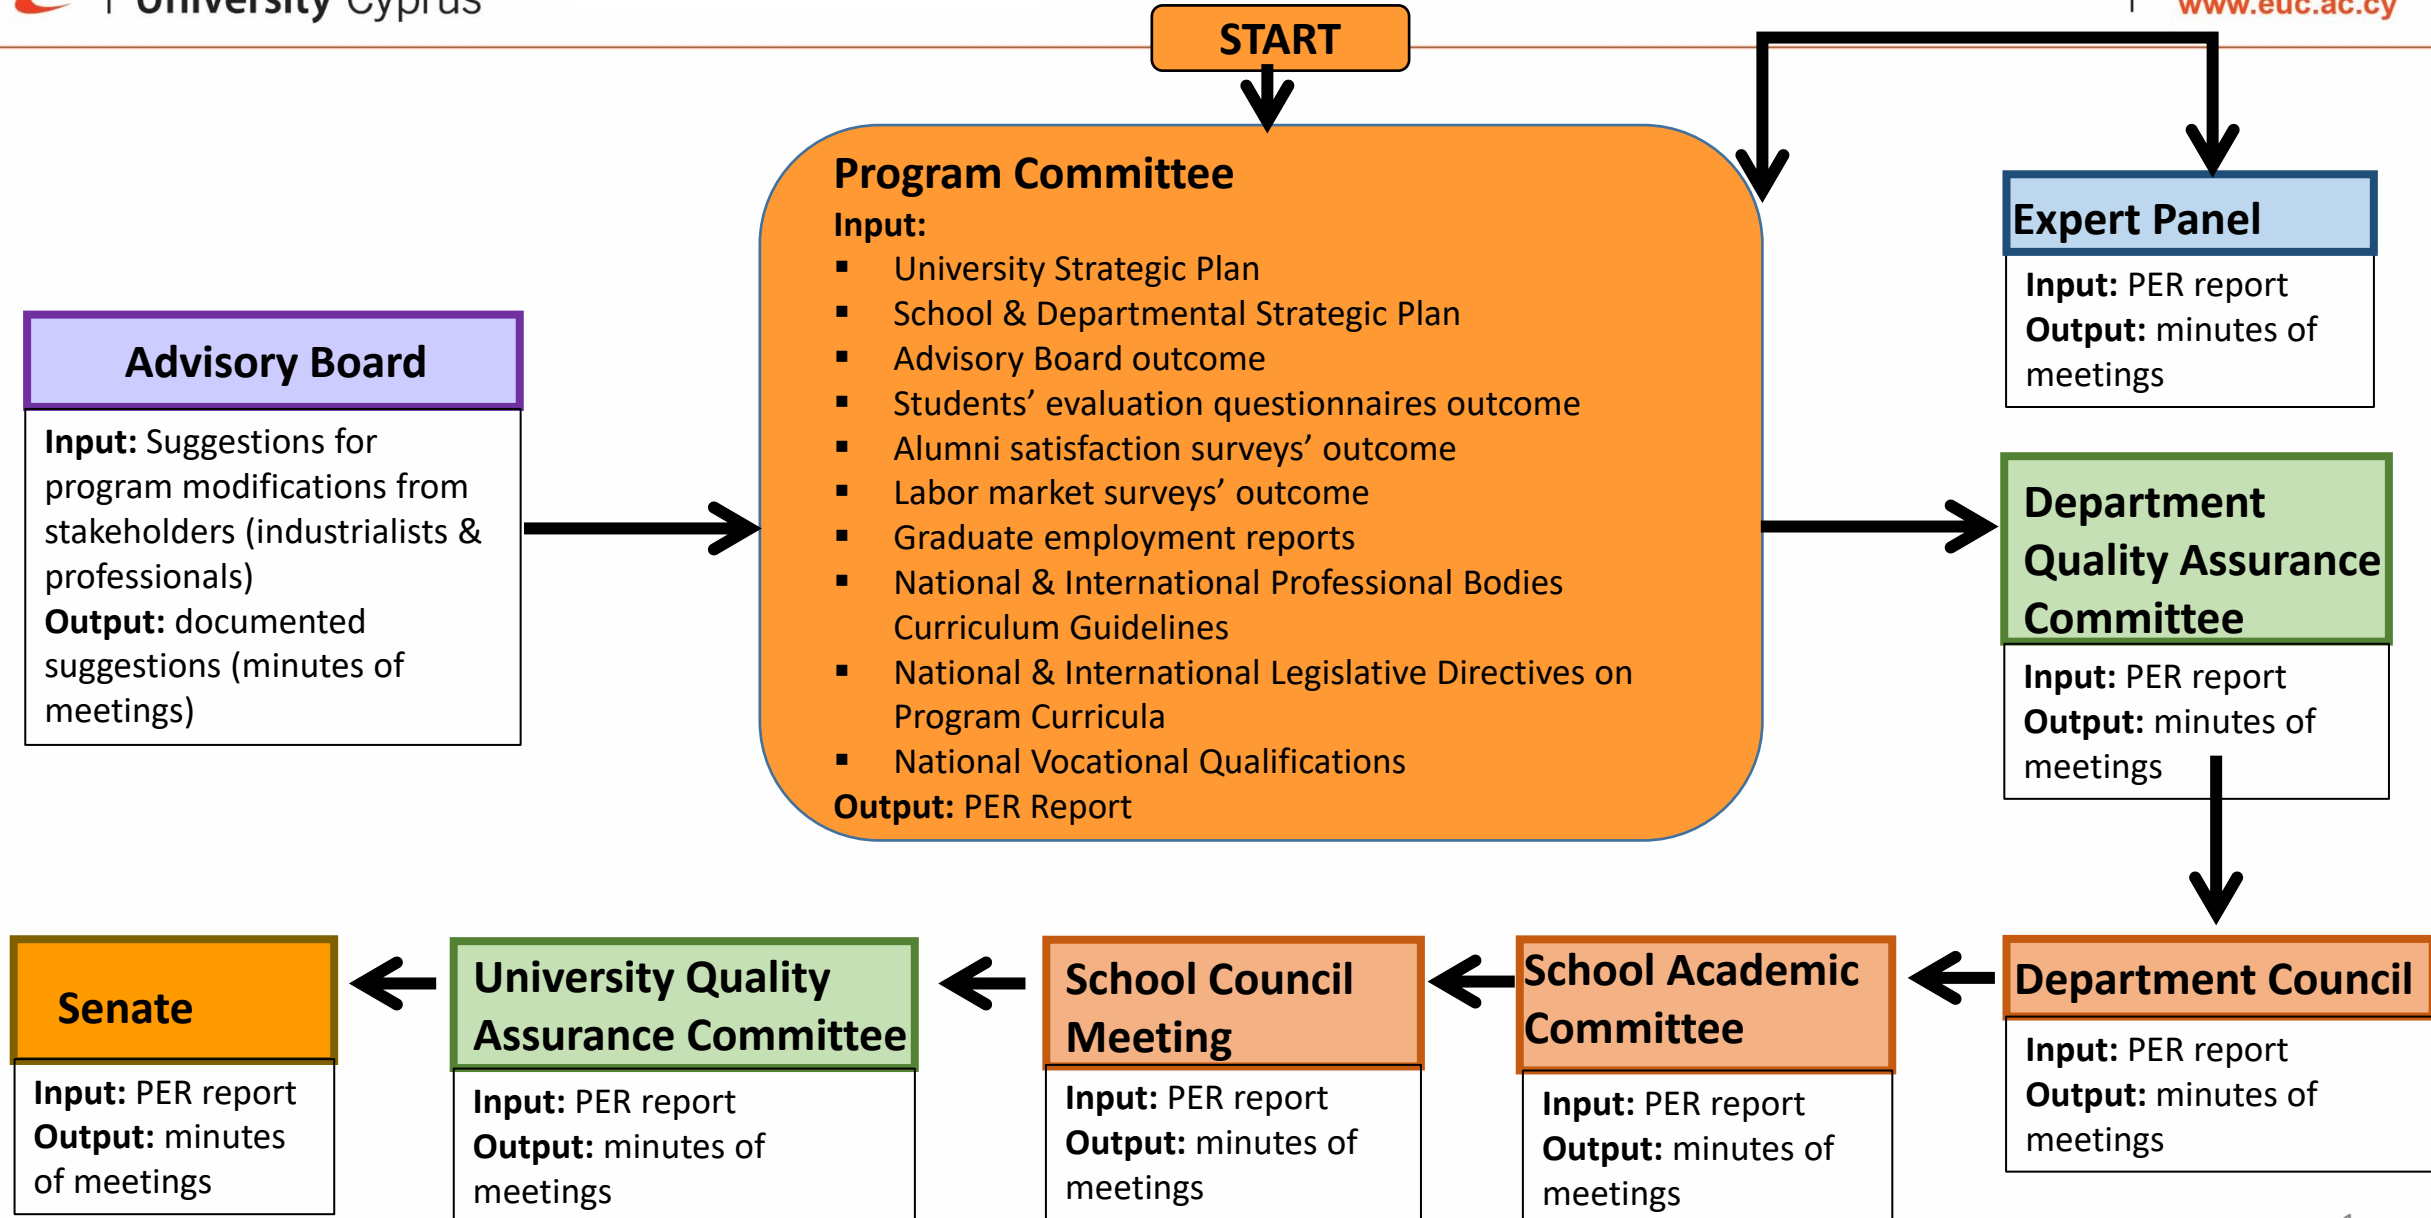 University Cyprus
www.euc.ac.cy
START
Program Committee
Input:
▪ University Strategic Plan
▪ School & Departmental Strategic Plan
▪ Advisory Board outcome
▪ Students’ evaluation questionnaires outcome
▪ Alumni satisfaction surveys’ outcome
▪ Labor market surveys’ outcome
▪ Graduate employment reports
▪ National & International Professional Bodies
Curriculum Guidelines
▪ National & International Legislative Directives on
Program Curricula
▪ National Vocational Qualifications
Output: PER Report
Advisory Board
Input: Suggestions for
program modifications from
stakeholders (industrialists &
professionals)
Output: documented
suggestions (minutes of
meetings)
Expert Panel
Input: PER report
Output: minutes of
meetings
Department
Quality Assurance
Committee
Input: PER report
Output: minutes of
meetings
Department Council
Input: PER report
Output: minutes of
meetings
School Academic
Committee
Input: PER report
Output: minutes of
meetings
School Council
Meeting
Input: PER report
Output: minutes of
meetings
University Quality
Assurance Committee
Input: PER report
Output: minutes of
meetings
Senate
Input: PER report
Output: minutes
of meetings